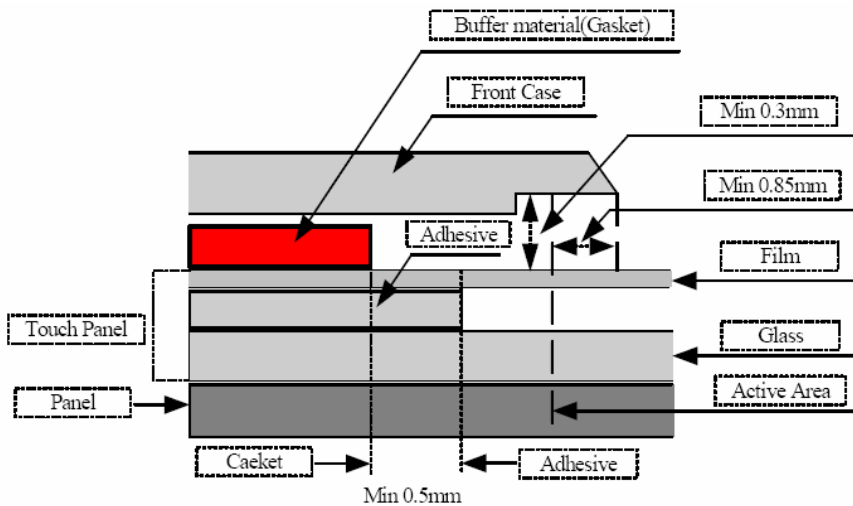 Buffer material(Gasket)
Front Case
Min 0.3mm
Min 0.85mm
Adhesive
Film
Touch Panel
Glass
Panel
Active Area
Caeket
Adhesive
Min 0.5mm